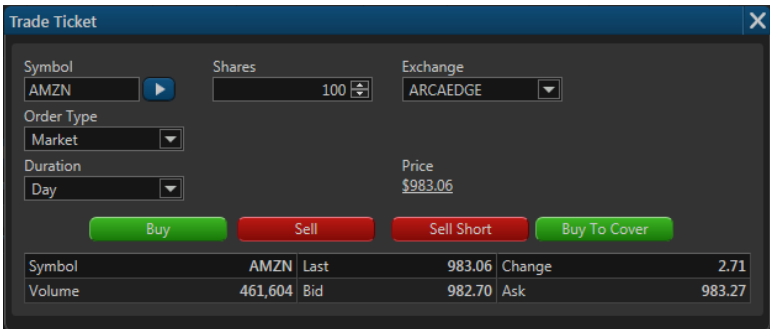 Trade Ticket
Symbol Shares Exchange
AMZN 100 ARCAEDGE
Order Type
Market
Duration Price
Day $983.06
Buy Sell Sell Short Buy To Cover
Symbol AMZN Last 983.06 Change 2.71
Volume 461,604 Bid 982.70 Ask 983.27